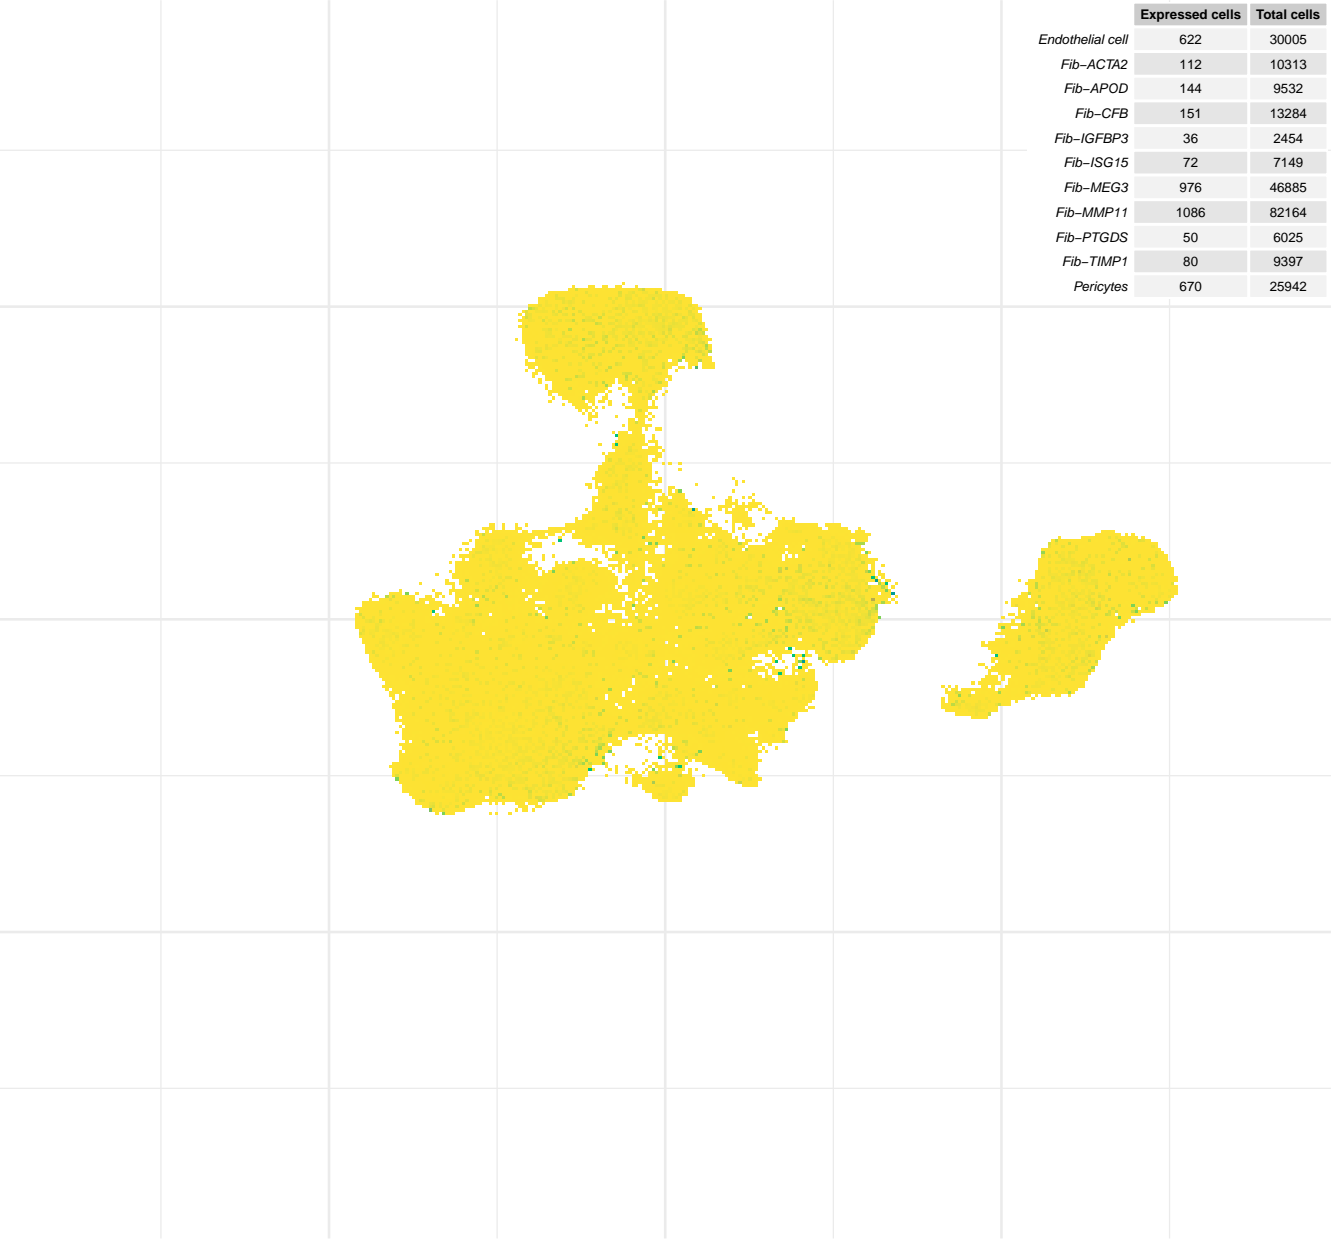 Expressed cells Total cells
Endothelial cell 622 30005
Fib−ACTA2 112 10313
Fib−APOD 144 9532
Fib−CFB 151 13284
Fib−IGFBP3 36 2454
Fib−ISG15 72 7149
Fib−MEG3 976 46885
Fib−MMP11 1086 82164
Fib−PTGDS 50 6025
Fib−TIMP1 80 9397
Pericytes 670 25942